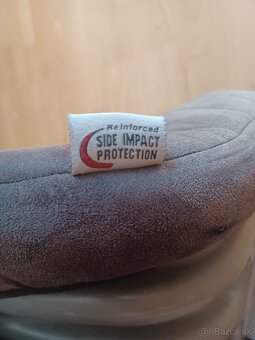 Reinforced
SIDE IMPACT
PROTECTION
© Bazos.sk